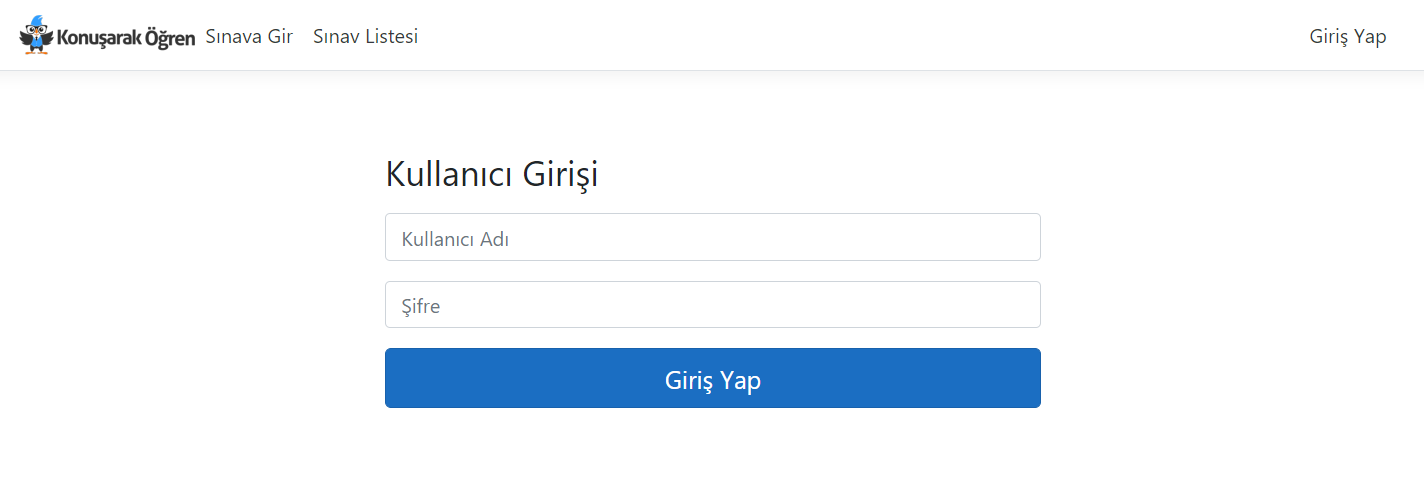 Konuşarak Öğren Sınava Gir Sınav Listesi Giriş Yap
Kullanıcı Girişi
Kullanıcı Adı
Şifre
Giriş Yap